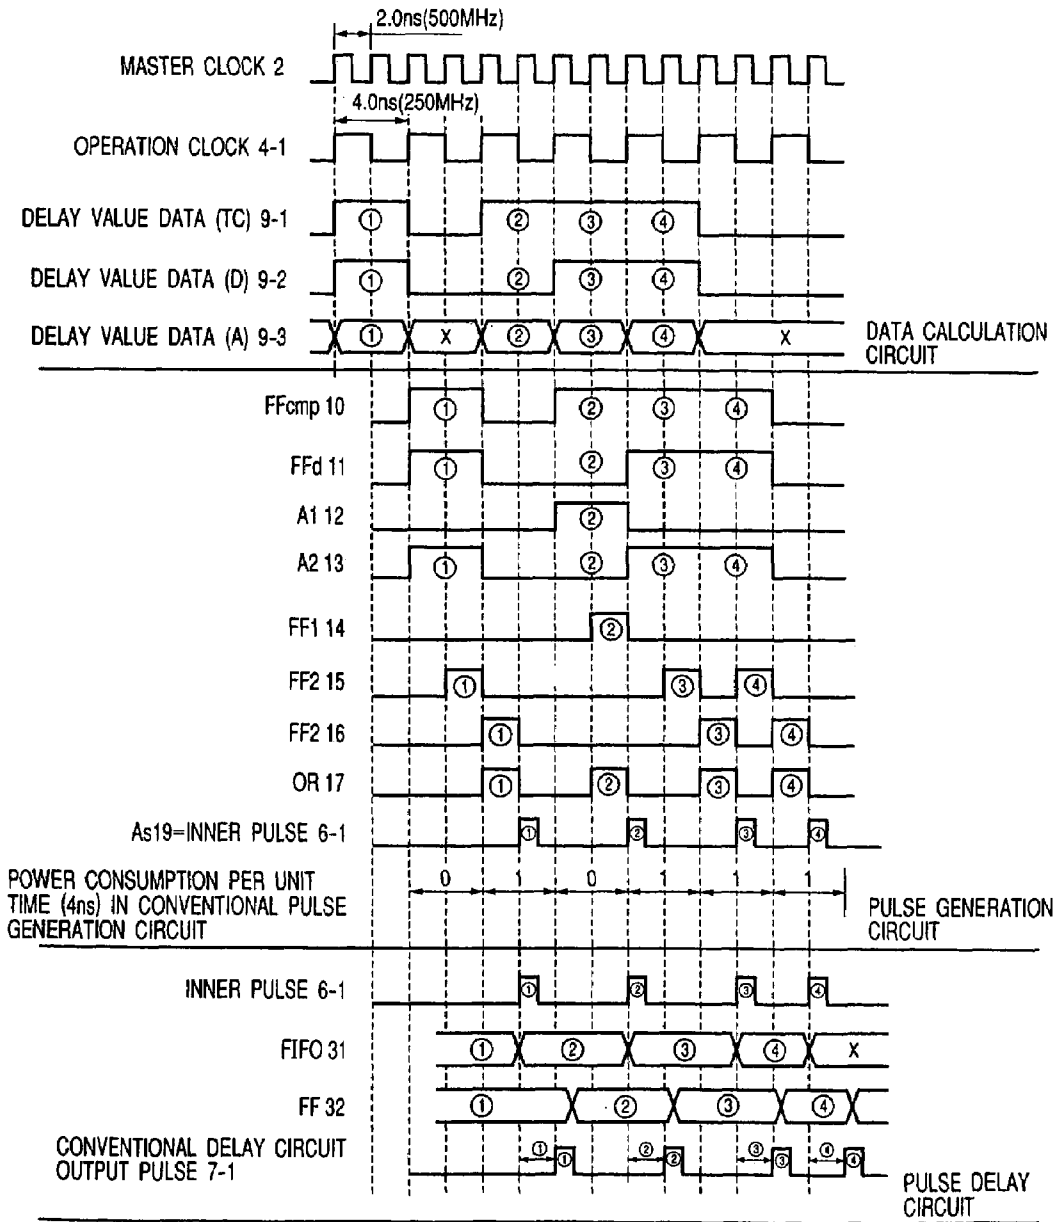 2.0ns(500MHz)
MASTER CLOCK 2
4.0ns(250MHz)
OPERATION CLOCK 4-1
DELAY VALUE DATA (TC) 9-1 ① ② ③ ④
DELAY VALUE DATA (D) 9-2 ① ② ③ ④
DELAY VALUE DATA (A) 9-3 ① X ② ③ ④ X
DATA CALCULATION
CIRCUIT
FFcmp 10 ① ② ③ ④
FFd 11 ① ② ③ ④
A1 12 ②
A2 13 ① ② ③ ④
FF1 14 ②
FF2 15 ① ③ ④
FF2 16 ① ③ ④
OR 17 ① ② ③ ④
As19=INNER PULSE 6-1 ① ② ③ ④
POWER CONSUMPTION PER UNIT
TIME (4ns) IN CONVENTIONAL PULSE
GENERATION CIRCUIT
0 1 0 1 1 1
PULSE GENERATION
CIRCUIT
INNER PULSE 6-1 ① ② ③ ④
FIFO 31 ① ② ③ ④ X
FF 32 ① ② ③ ④
CONVENTIONAL DELAY CIRCUIT
OUTPUT PULSE 7-1
① ① ② ② ③ ③ ④ ④
PULSE DELAY
CIRCUIT